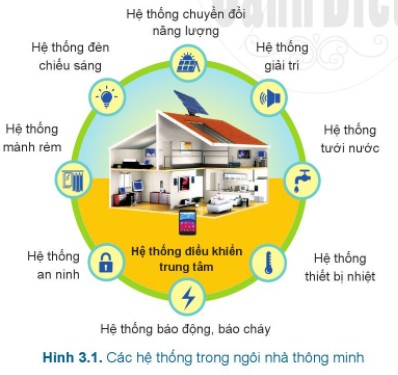 Cánh Diều
Hệ thống chuyển đổi
năng lượng
Hệ thống đèn
chiếu sáng
Hệ thống
giải trí
Hệ thống
mành rèm
Hệ thống
tưới nước
Hệ thống điều khiển
trung tâm
Hệ thống
an ninh
Hệ thống
thiết bị nhiệt
Hệ thống báo động, báo cháy
Hình 3.1. Các hệ thống trong ngôi nhà thông minh